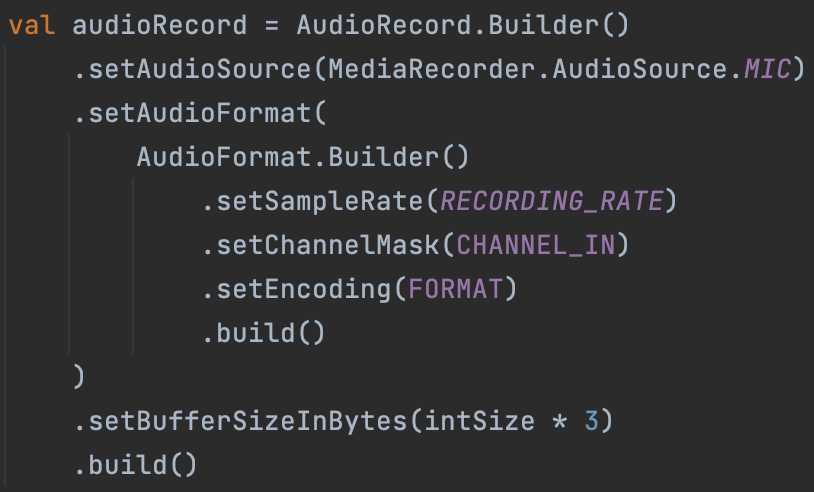 val audioRecord = AudioRecord.Builder()
.setAudioSource(MediaRecorder.AudioSource.MIC)
.setAudioFormat(
AudioFormat.Builder()
.setSampleRate(RECORDING_RATE)
.setChannelMask(CHANNEL_IN)
.setEncoding(FORMAT)
.build()
)
.setBufferSizeInBytes(intSize * 3)
.build()